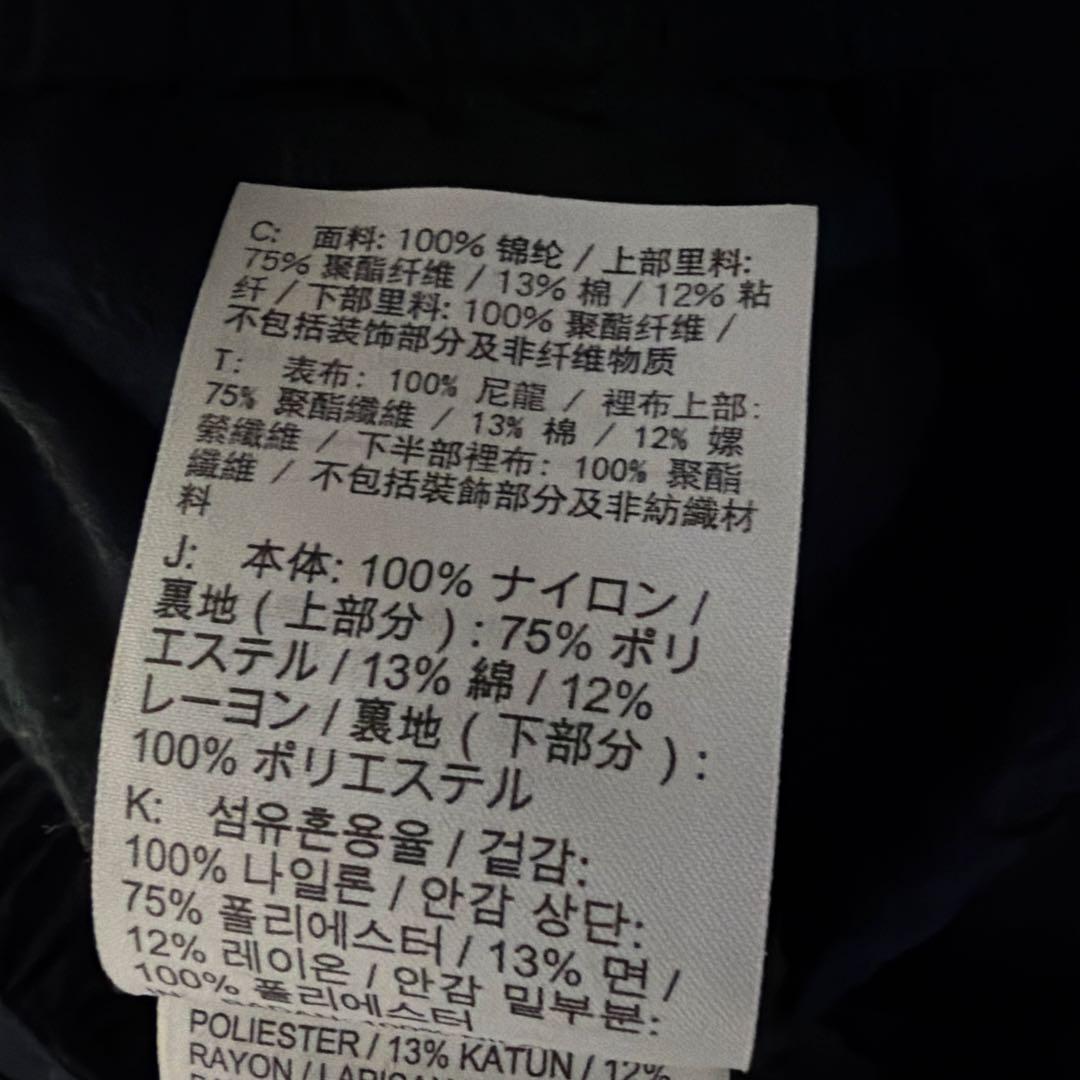 C: 面料: 100% 锦纶 / 上部里料:
75% 聚酯纤维 / 13% 棉 / 12% 粘
纤 / 下部里料: 100% 聚酯纤维 /
不包括装饰部分及非纤维物质
T: 表布: 100% 尼龍 / 裡布上部:
75% 聚酯纖維 / 13% 棉 / 12% 嫘
縈纖維 / 下半部裡布: 100% 聚酯
纖維 / 不包括裝飾部分及非紡織材
料
J: 本体: 100% ナイロン /
裏地 ( 上部分 ) : 75% ポリ
エステル / 13% 綿 / 12%
レーヨン / 裏地 ( 下部分 ) :
100% ポリエステル
K: 섬유혼용율 / 겉감:
100% 나일론 / 안감 상단:
75% 폴리에스터 / 13% 면 /
12% 레이온 / 안감 밑부분:
100% 폴리에스터
POLIESTER / 13% KATUN / 12%
RAYON /